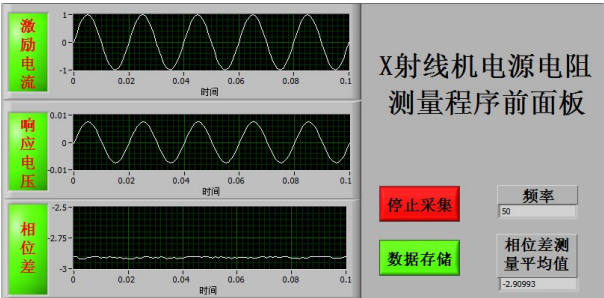 激励电流
1-
0-
-1-
0
0.02
0.04
0.06
0.08
0.1
时间
响应电压
0.01-
0-
-0.01-
0
0.02
0.04
0.06
0.08
0.1
时间
相位差
-2.5-
-2.75-
-3-
0
0.02
0.04
0.06
0.08
0.1
时间
X射线机电源电阻
测量程序前面板
停止采集
频率
50
数据存储
相位差测
量平均值
-2.90993